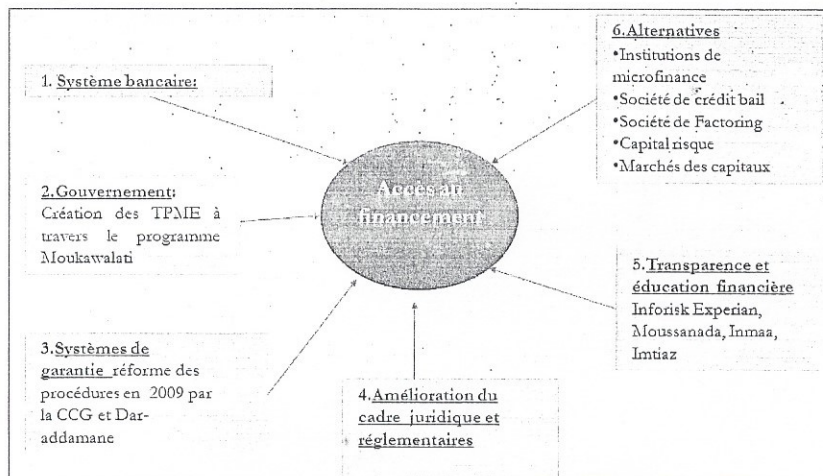 1. Système bancaire:
2.Gouvernement:
Création des TPME à
travers le programme
Moukawalati
3.Systèmes de
garantie réforme des
procédures en 2009 par
la CCG et Dar-
addamane
4.Amélioration du
cadre juridique et
réglementaires
5.Transparence et
éducation financière
Inforisk Experian,
Moussanada, Inmaa,
Imtiaz
6.Alternatives
•Institutions de
microfinance
•Société de crédit bail
•Société de Factoring
•Capital risque
•Marchés des capitaux
Accès au
financement